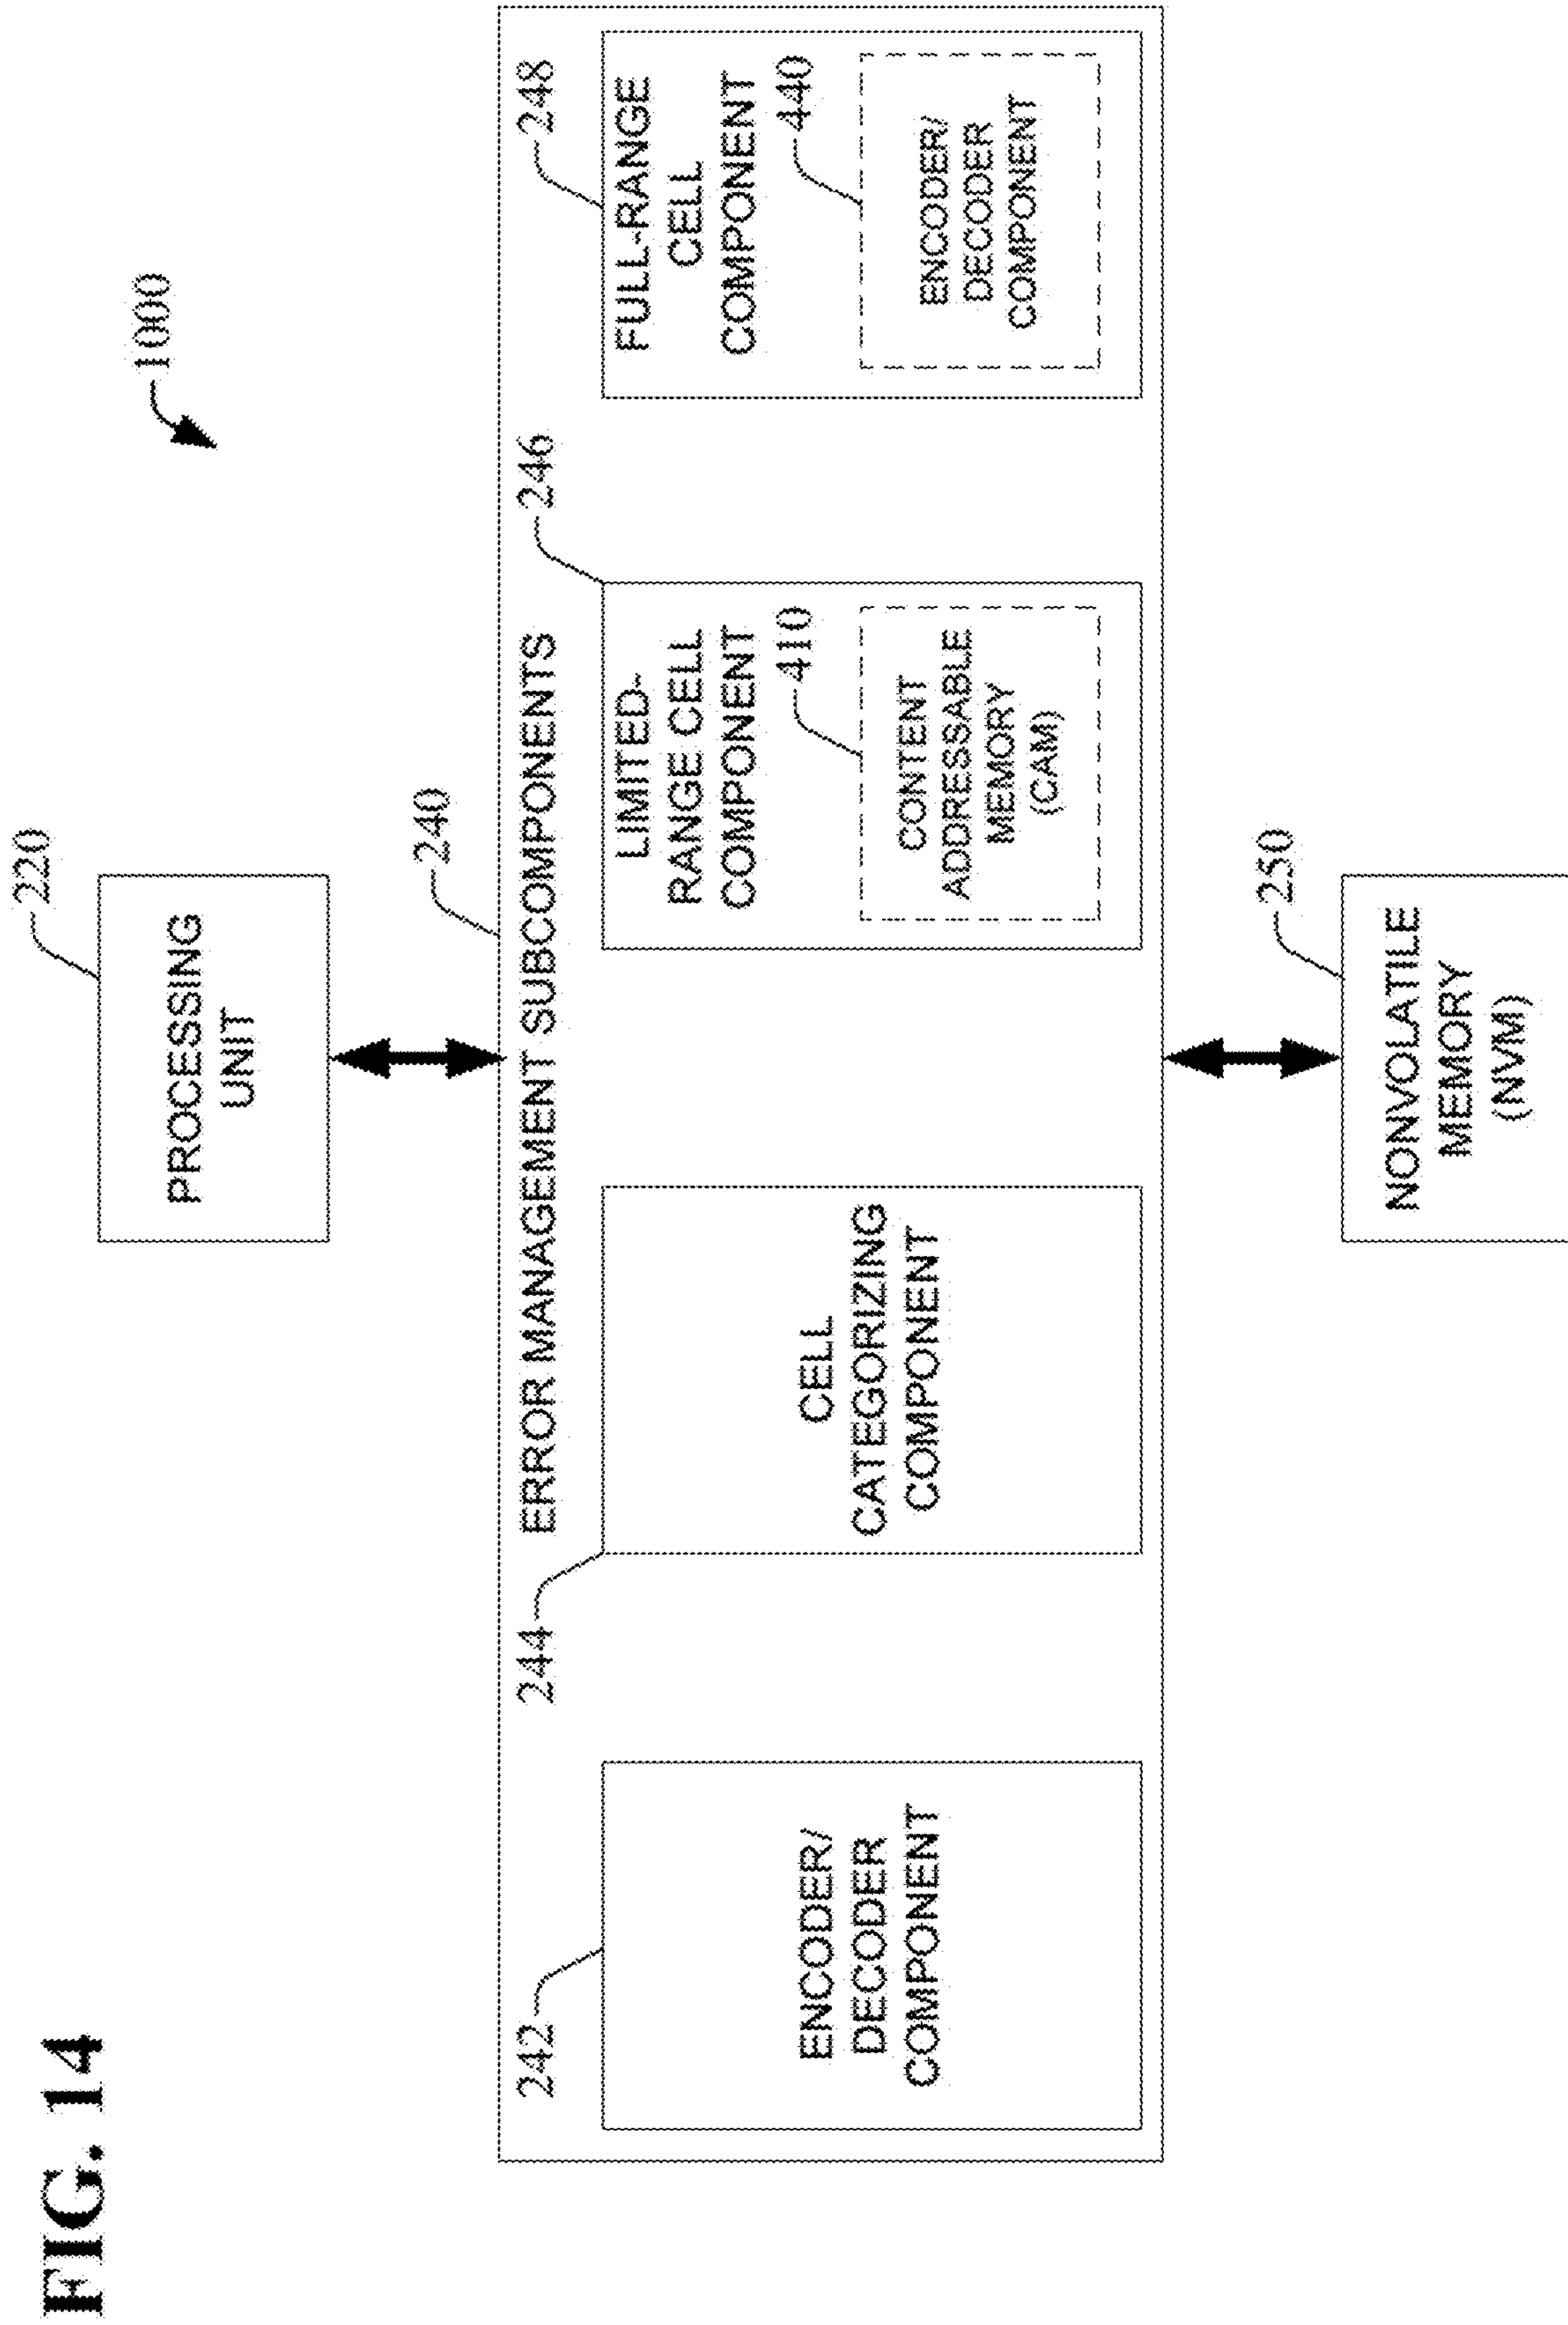 FIG. 14
1000
220
PROCESSING
UNIT
240
ERROR MANAGEMENT SUBCOMPONENTS
242
ENCODER/
DECODER
COMPONENT
244
CELL
CATEGORIZING
COMPONENT
246
LIMITED-
RANGE CELL
COMPONENT
410
CONTENT
ADDRESSABLE
MEMORY
(CAM)
248
FULL-RANGE
CELL
COMPONENT
440
ENCODER/
DECODER
COMPONENT
250
NONVOLATILE
MEMORY
(NVM)